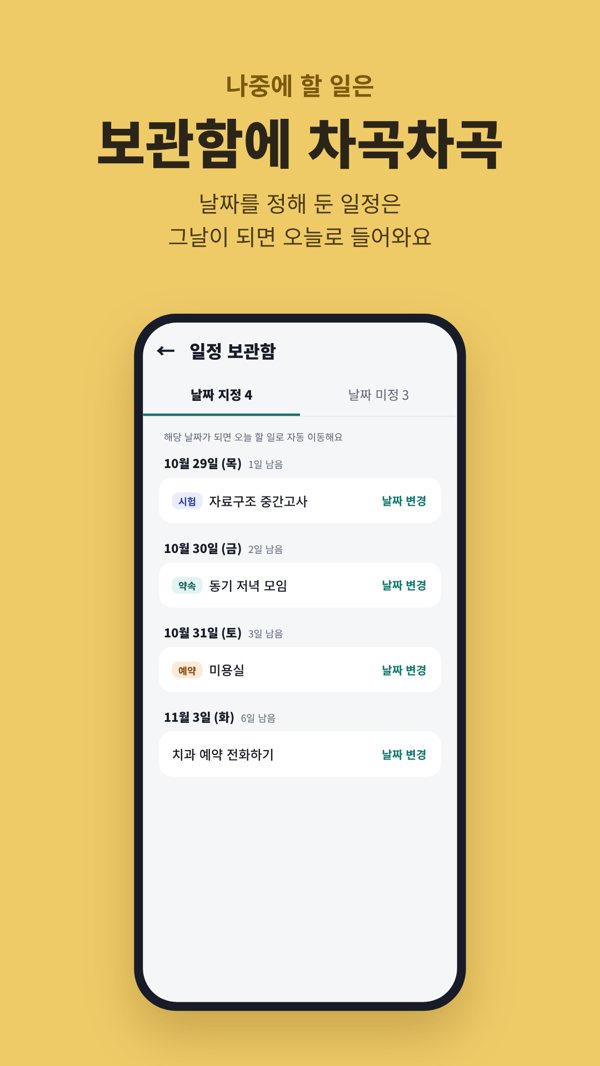 나중에 할 일은
보관함에 차곡차곡
날짜를 정해 둔 일정은
그날이 되면 오늘로 들어와요
← 일정 보관함
날짜 지정 4 날짜 미정 3
해당 날짜가 되면 오늘 할 일로 자동 이동해요
10월 29일 (목) 1일 남음
시험 자료구조 중간고사 날짜 변경
10월 30일 (금) 2일 남음
약속 동기 저녁 모임 날짜 변경
10월 31일 (토) 3일 남음
예약 미용실 날짜 변경
11월 3일 (화) 6일 남음
치과 예약 전화하기 날짜 변경